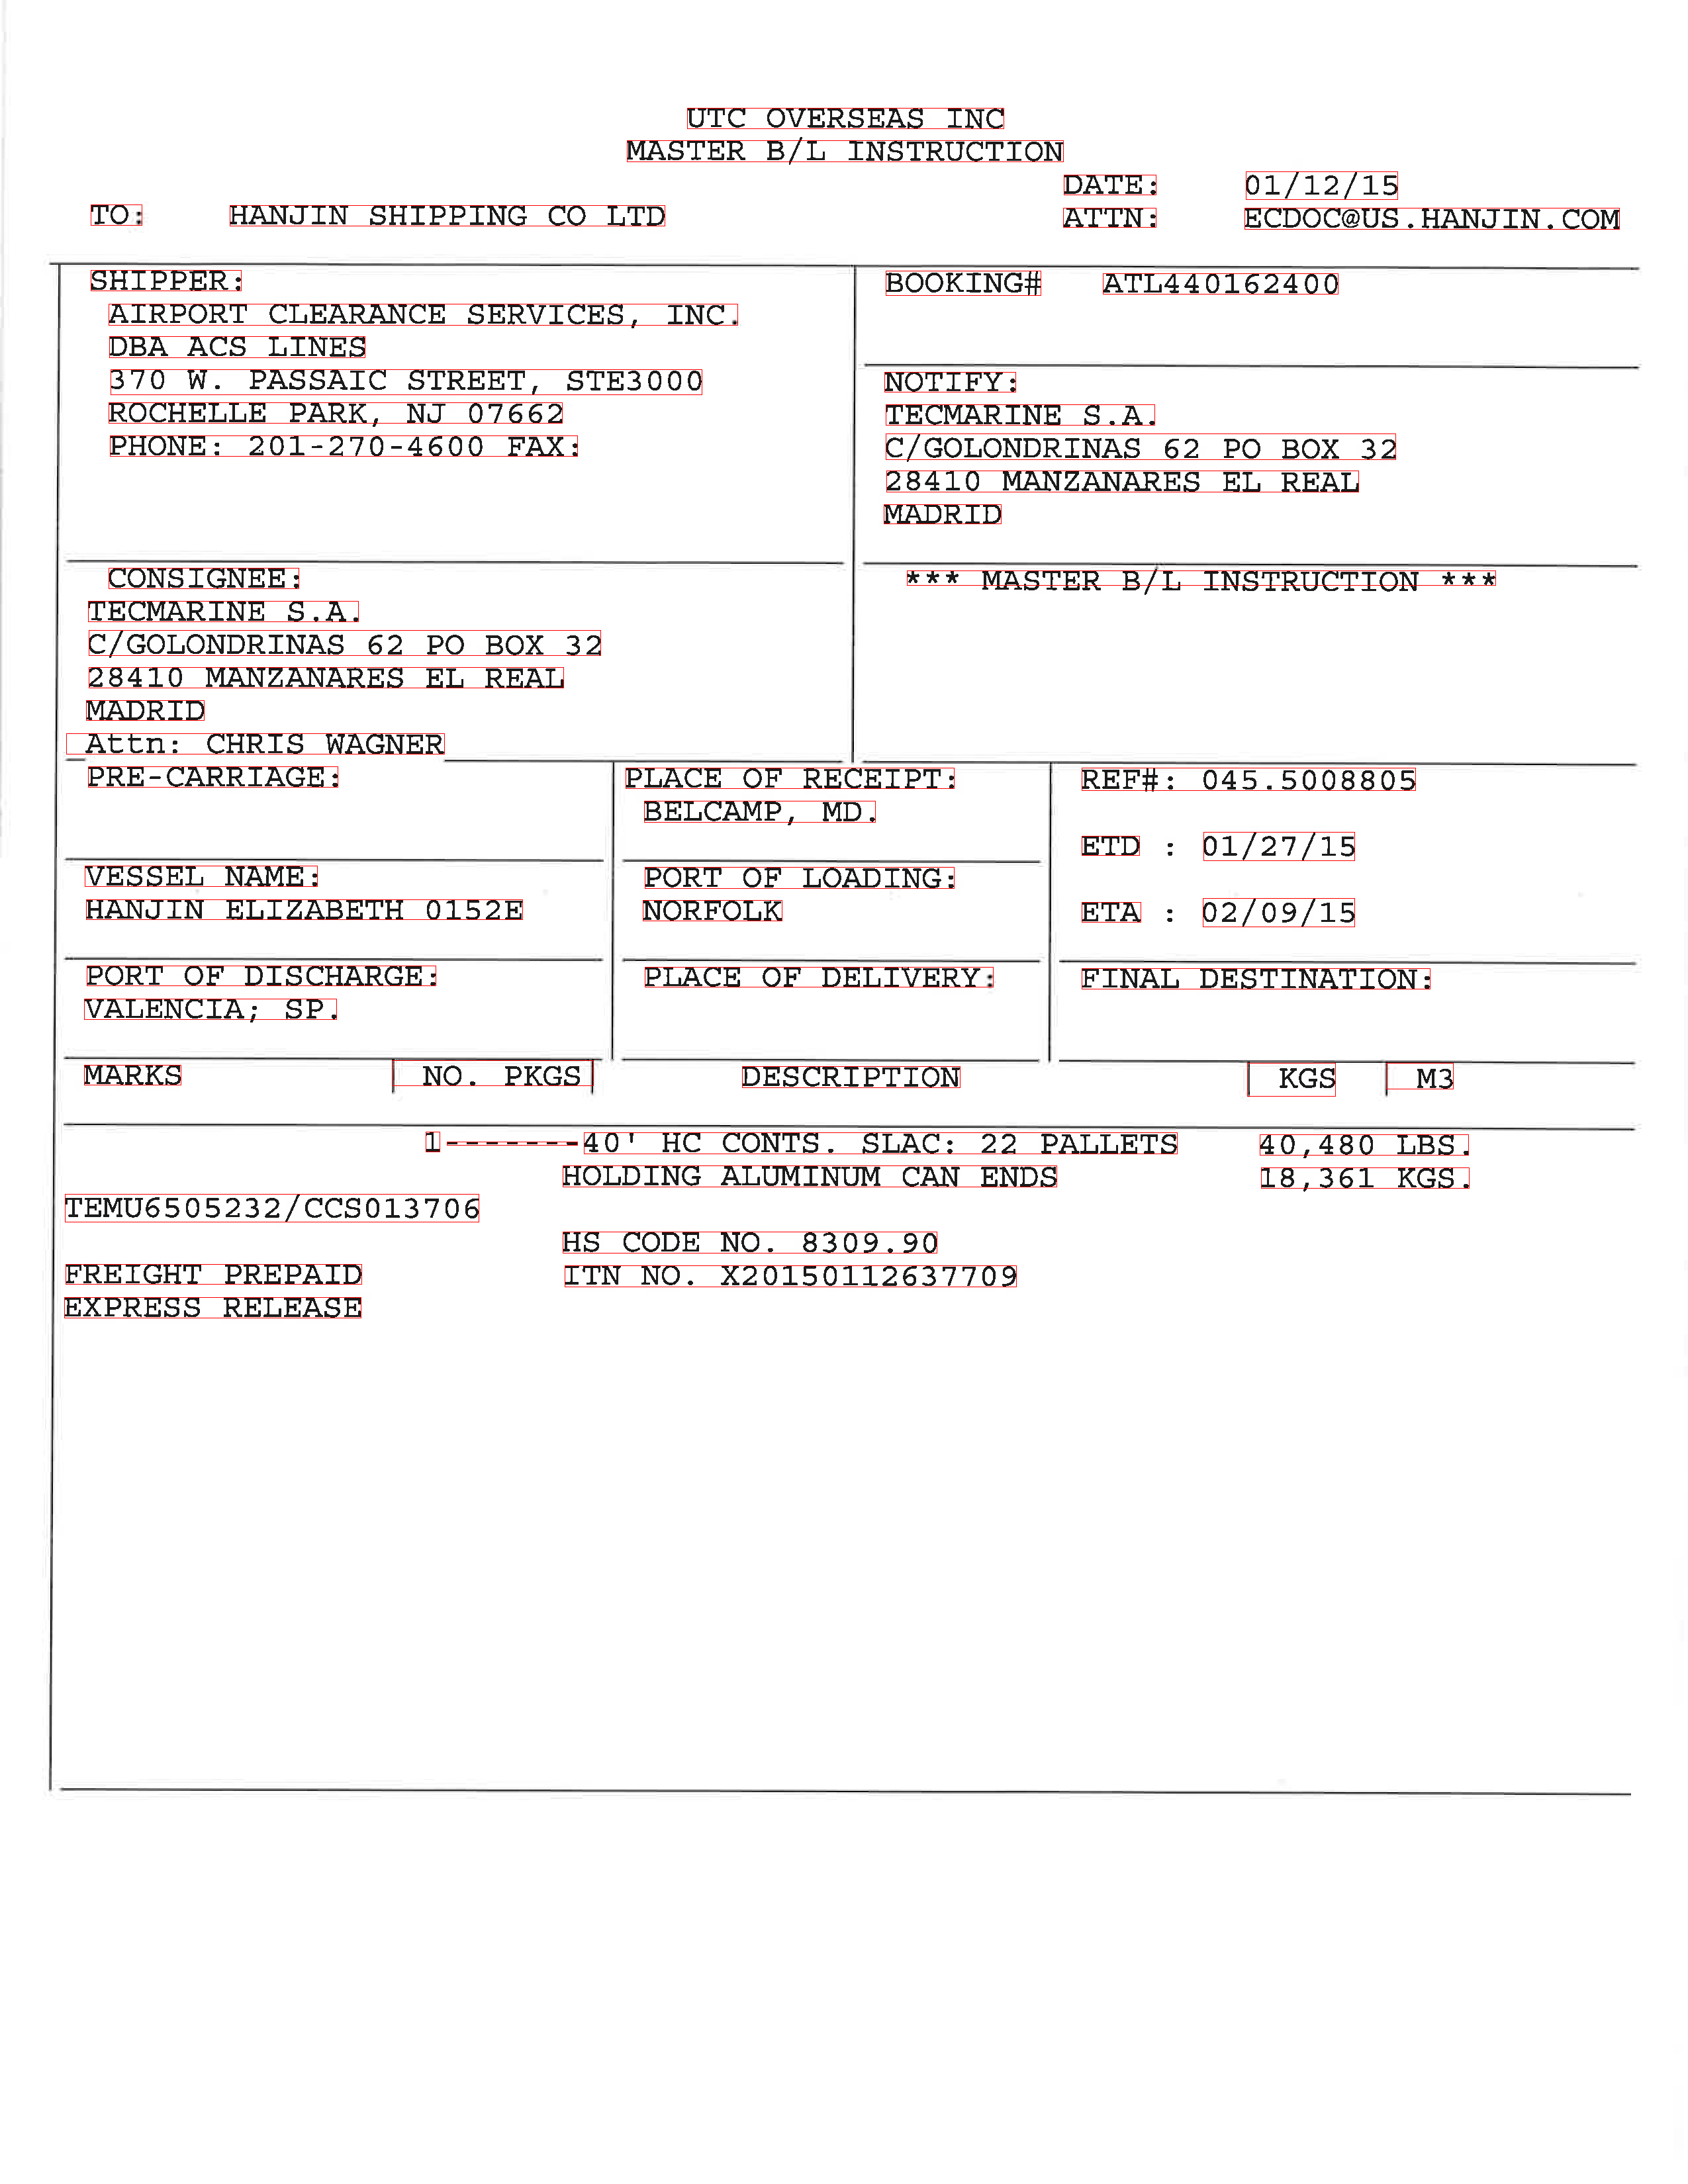 UTC OVERSEAS INC
MASTER B/L INSTRUCTION
DATE: 01/12/15
TO: HANJIN SHIPPING CO LTD
ATTN: ECDOC@US.HANJIN.COM
SHIPPER:
AIRPORT CLEARANCE SERVICES, INC.
DBA ACS LINES
370 W. PASSAIC STREET, STE3000
ROCHELLE PARK, NJ 07662
PHONE: 201-270-4600 FAX:
BOOKING# ATL440162400
NOTIFY:
TECMARINE S.A.
C/GOLONDRINAS 62 PO BOX 32
28410 MANZANARES EL REAL
MADRID
CONSIGNEE:
TECMARINE S.A.
C/GOLONDRINAS 62 PO BOX 32
28410 MANZANARES EL REAL
MADRID
Attn: CHRIS WAGNER
*** MASTER B/L INSTRUCTION ***
PRE-CARRIAGE:
PLACE OF RECEIPT:
BELCAMP, MD.
REF#: 045.5008805
ETD : 01/27/15
VESSEL NAME:
HANJIN ELIZABETH 0152E
PORT OF LOADING:
NORFOLK
ETA : 02/09/15
PORT OF DISCHARGE:
VALENCIA; SP.
PLACE OF DELIVERY:
FINAL DESTINATION:
MARKS NO. PKGS DESCRIPTION KGS M3
1-------40' HC CONTS. SLAC: 22 PALLETS 40,480 LBS.
HOLDING ALUMINUM CAN ENDS 18,361 KGS.
TEMU6505232/CCS013706
HS CODE NO. 8309.90
FREIGHT PREPAID ITN NO. X20150112637709
EXPRESS RELEASE